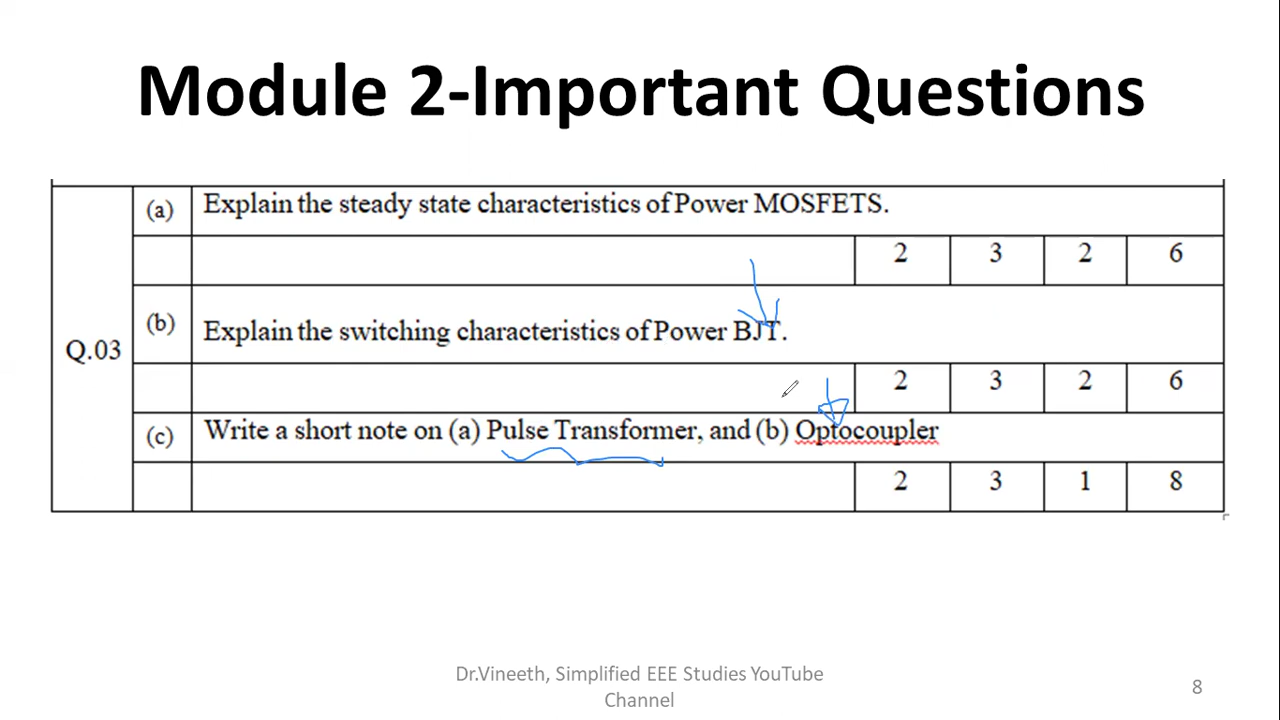 Module 2-Important Questions
(a) Explain the steady state characteristics of Power MOSFETS.
2 3 2 6
Q.03 (b) Explain the switching characteristics of Power BJT.
2 3 2 6
(c) Write a short note on (a) Pulse Transformer, and (b) Optocoupler
2 3 1 8
Dr.Vineeth, Simplified EEE Studies YouTube
Channel
8